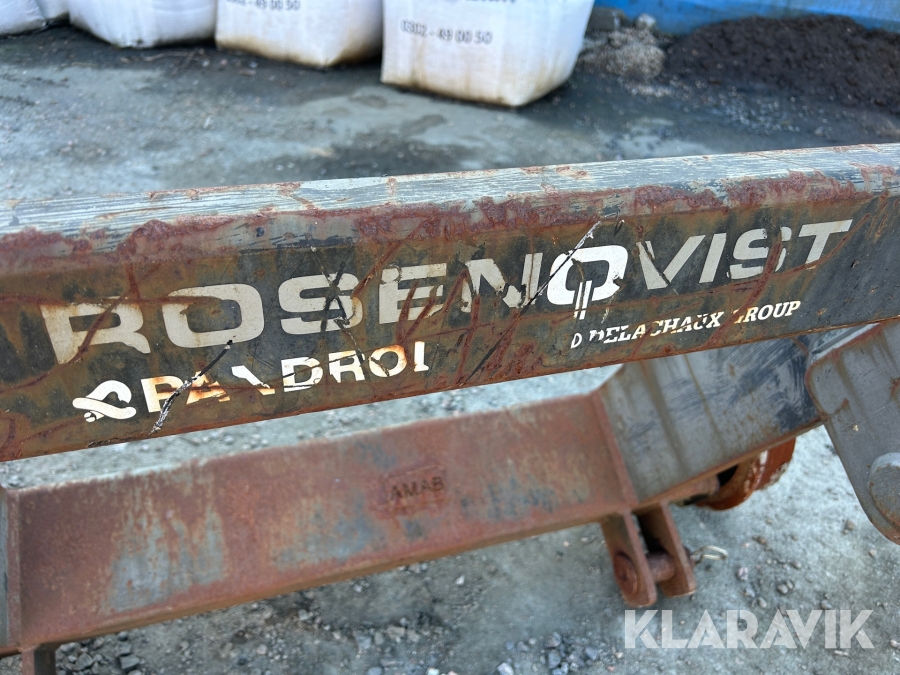 0302-49 00 50
ROSENQVIST
PANDROL
DELACHAUX GROUP
AMAB
KLARAVIK